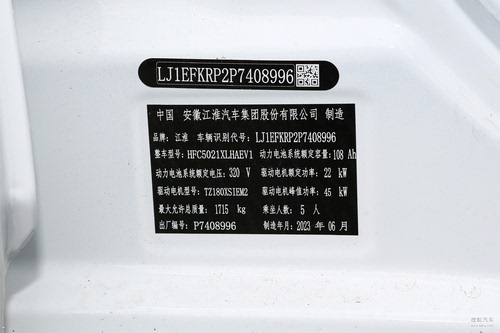 LJ1EFKRP2P7408996
中国 安徽江淮汽车集团股份有限公司 制造
品牌：江淮 车辆识别代号：LJ1EFKRP2P7408996
整车型号：HFC5021XLHAEV1 动力电池系统额定容量：108 Ah
动力电池系统额定电压：320 V 驱动电机额定功率：22 kW
驱动电机型号：TZ180XSIEM2 驱动电机峰值功率：45 kW
最大允许总质量：1715 kg 乘坐人数：5 人
出厂编号：P7408996 制造年月：2023 年 06 月
搜狐汽车